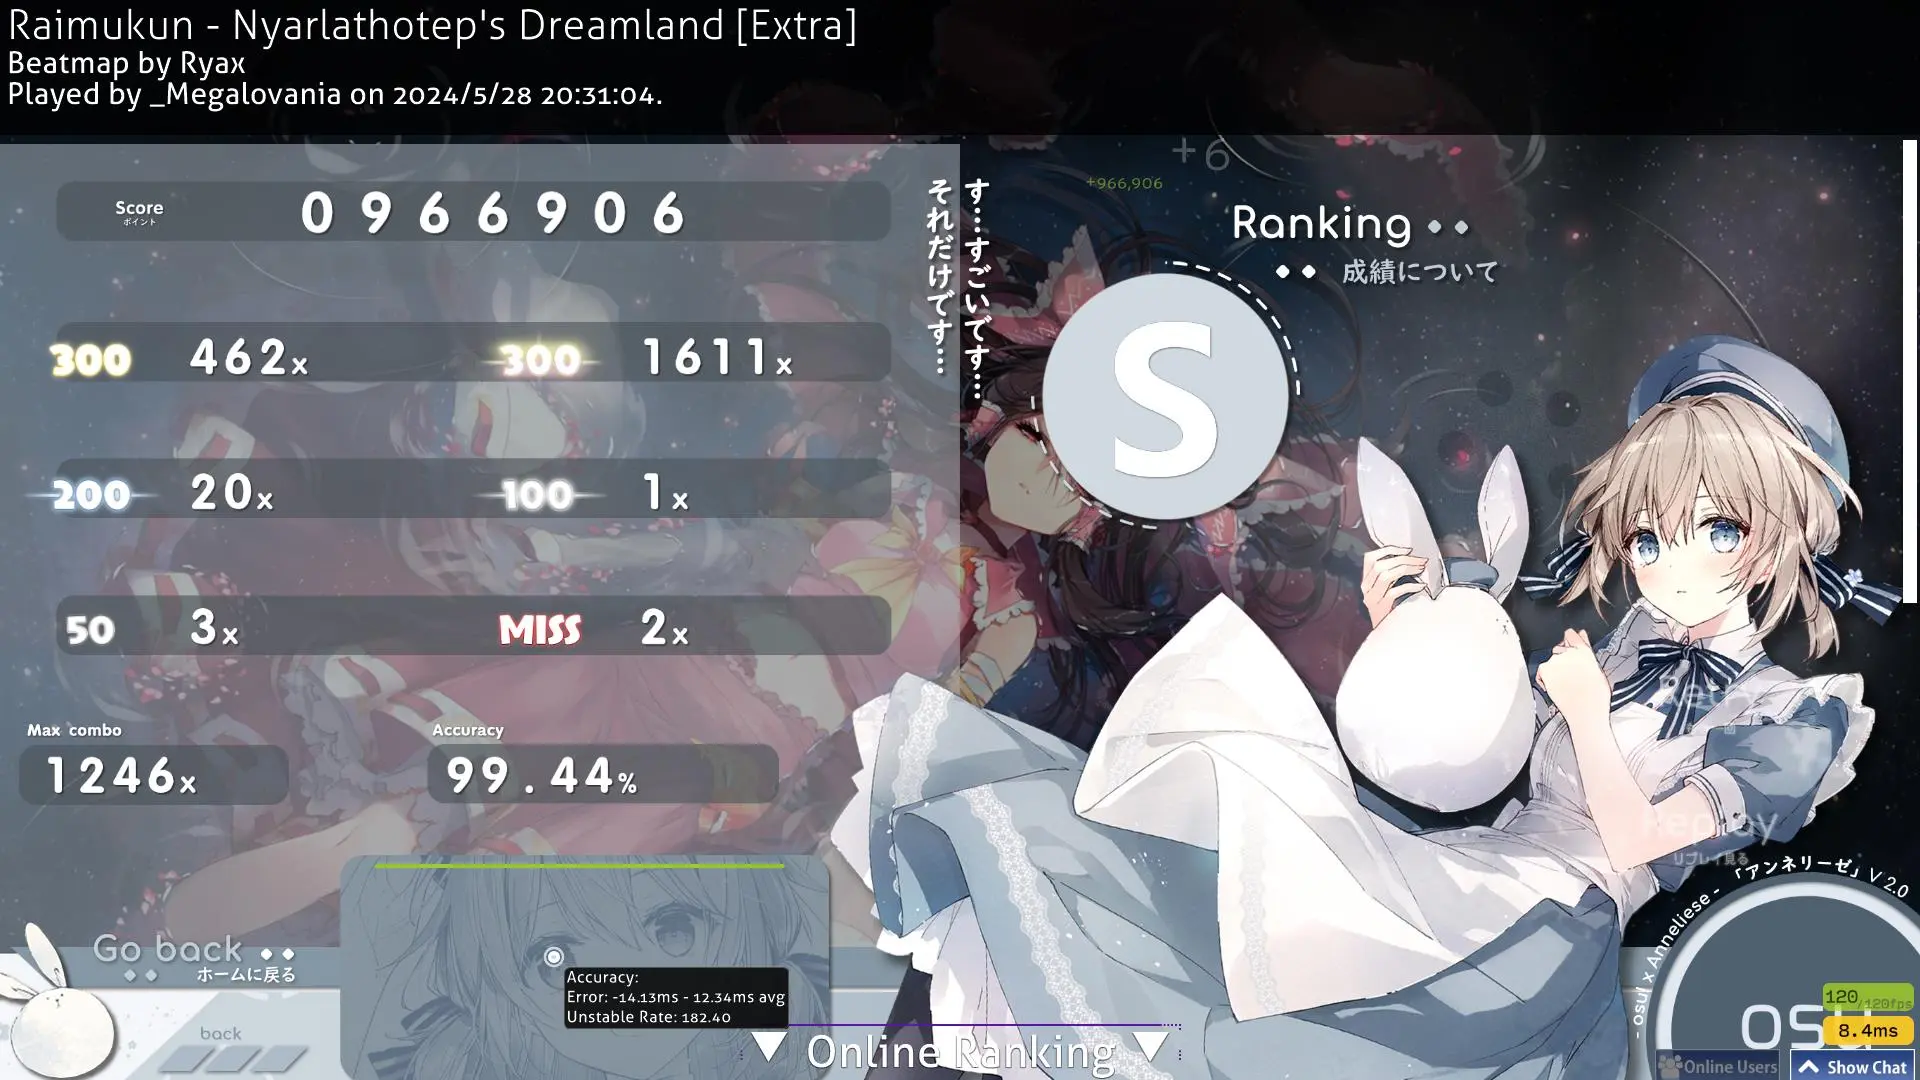 Raimukun - Nyarlathotep's Dreamland [Extra]
Beatmap by Ryax
Played by _Megalovania on 2024/5/28 20:31:04.
+6
+966,906
Score
ポイント
0966906
す…すごいです…
それだけです…
Ranking
成績について
S
300 462x
300 1611x
200 20x
100 1x
50 3x
MISS 2x
Max combo
1246x
Accuracy
99.44%
Replay
リプレイ見る
- osu! x Anneliese - 「アンネリーゼ」 V 2.0
Go back
ホームに戻る
back
Accuracy:
Error: -14.13ms - 12.34ms avg
Unstable Rate: 182.40
Online Ranking
osu
120/120fps
8.4ms
Online Users
Show Chat